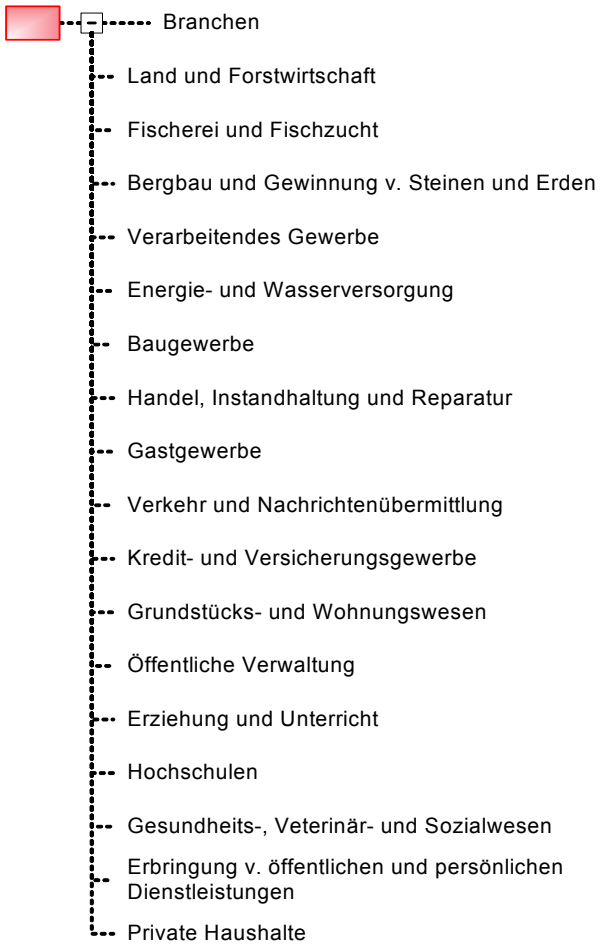 Branchen
Land und Forstwirtschaft
Fischerei und Fischzucht
Bergbau und Gewinnung v. Steinen und Erden
Verarbeitendes Gewerbe
Energie- und Wasserversorgung
Baugewerbe
Handel, Instandhaltung und Reparatur
Gastgewerbe
Verkehr und Nachrichtenübermittlung
Kredit- und Versicherungsgewerbe
Grundstücks- und Wohnungswesen
Öffentliche Verwaltung
Erziehung und Unterricht
Hochschulen
Gesundheits-, Veterinär- und Sozialwesen
Erbringung v. öffentlichen und persönlichen
Dienstleistungen
Private Haushalte